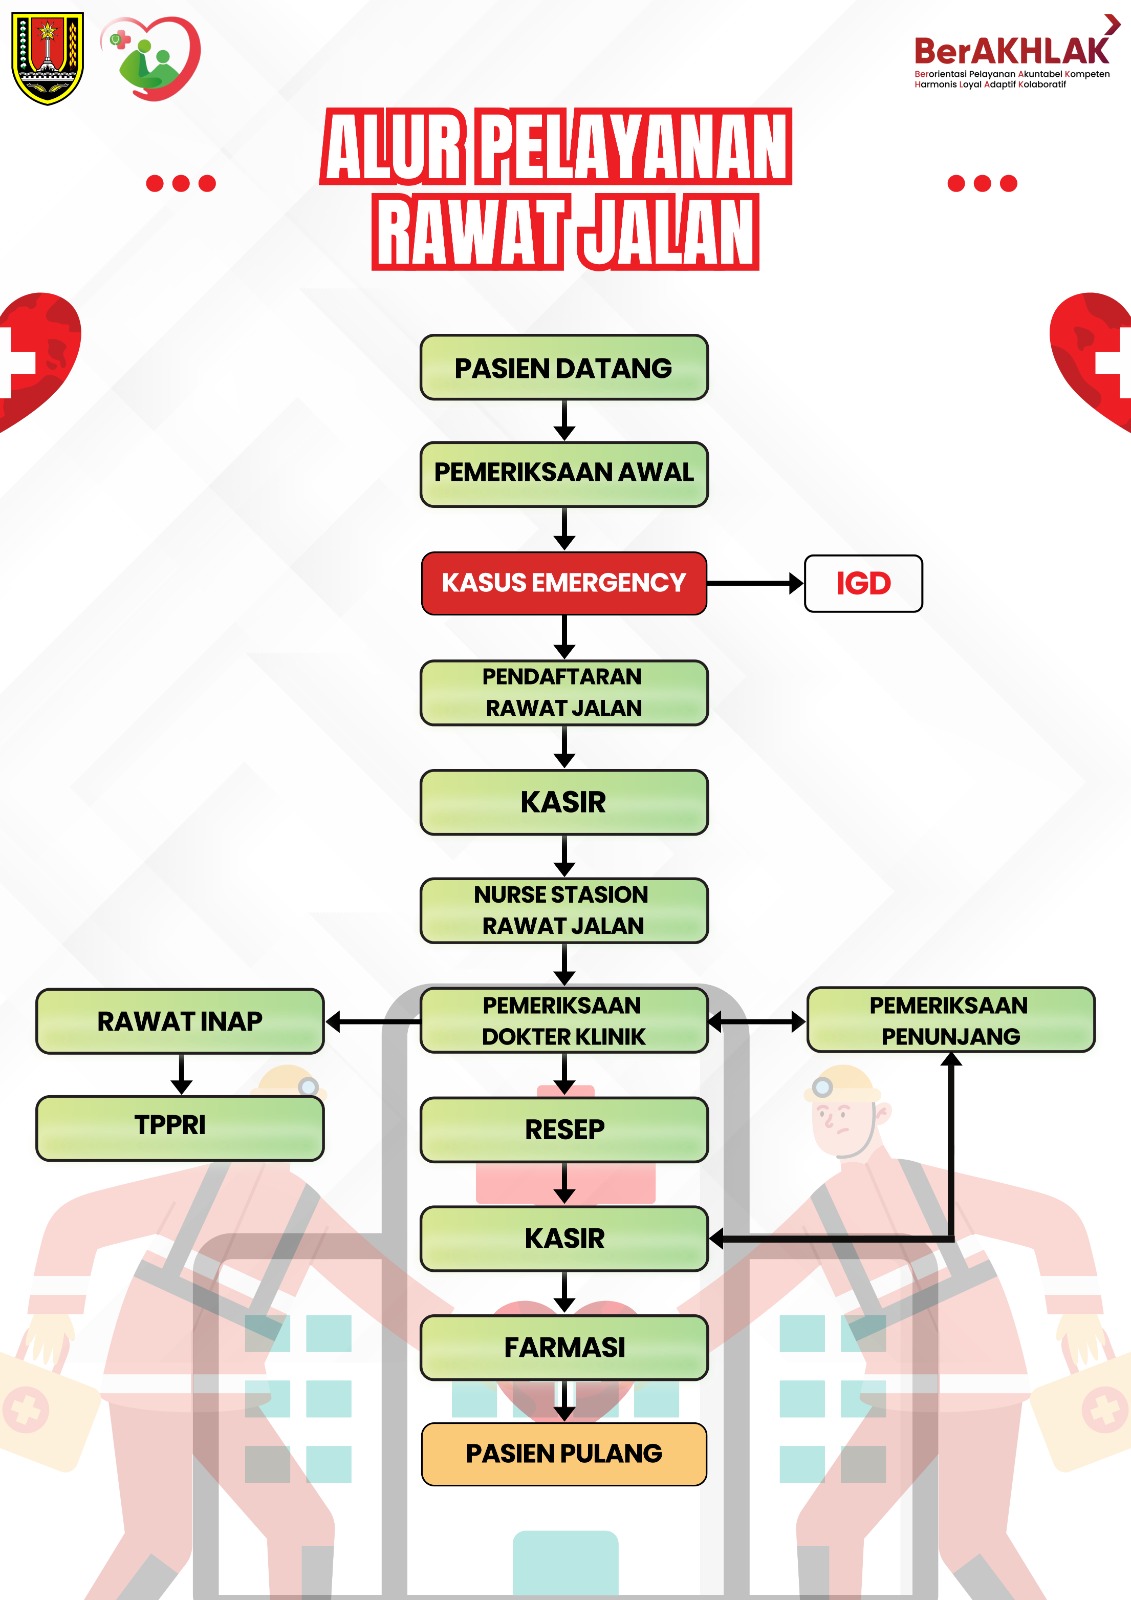 BerAKHLAK
Berorientasi Pelayanan Akuntabel Kompeten
Harmonis Loyal Adaptif Kolaboratif
ALUR PELAYANAN
RAWAT JALAN
PASIEN DATANG
PEMERIKSAAN AWAL
KASUS EMERGENCY
IGD
PENDAFTARAN
RAWAT JALAN
KASIR
NURSE STASION
RAWAT JALAN
RAWAT INAP
PEMERIKSAAN
DOKTER KLINIK
PEMERIKSAAN
PENUNJANG
TPPRI
RESEP
KASIR
FARMASI
PASIEN PULANG